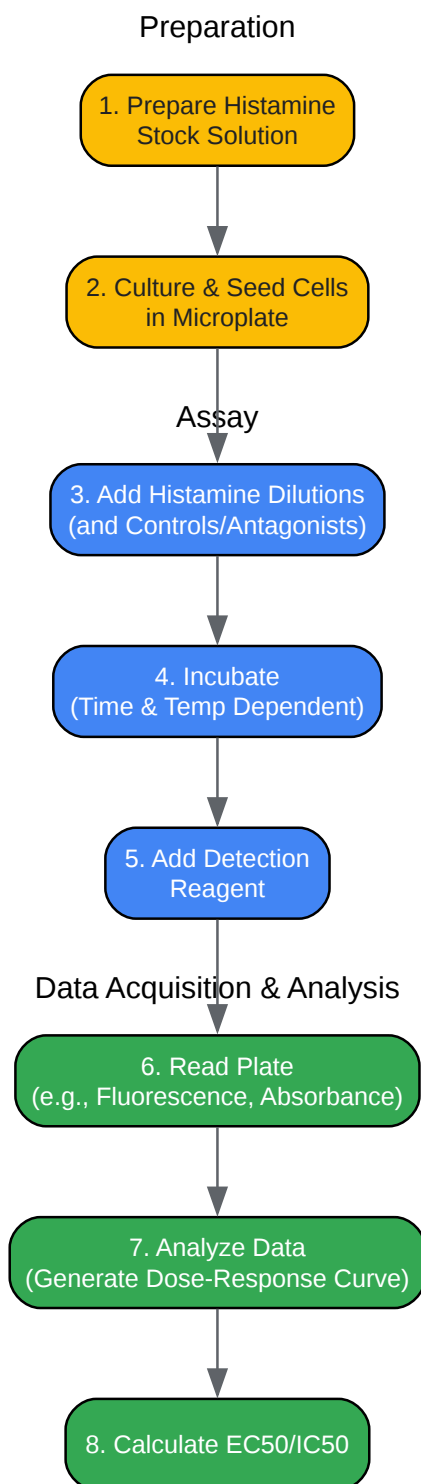 Preparation
1. Prepare Histamine
Stock Solution
2. Culture & Seed Cells
in Microplate
Assay
3. Add Histamine Dilutions
(and Controls/Antagonists)
4. Incubate
(Time & Temp Dependent)
5. Add Detection
Reagent
Data Acquisition & Analysis
6. Read Plate
(e.g., Fluorescence, Absorbance)
7. Analyze Data
(Generate Dose-Response Curve)
8. Calculate EC50/IC50